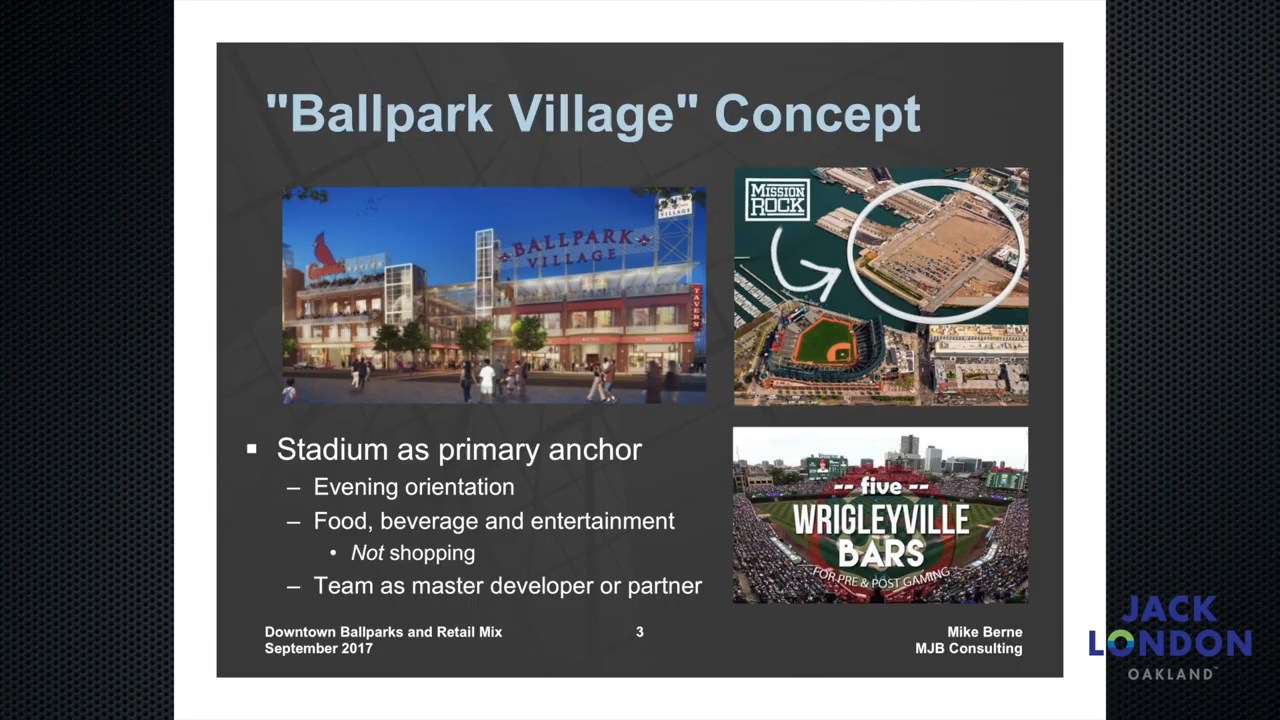 "Ballpark Village" Concept
VILLAGE
BALLPARK
VILLAGE
TAVERN
MISSION
ROCK
▪ Stadium as primary anchor
– Evening orientation
– Food, beverage and entertainment
• Not shopping
– Team as master developer or partner
-- five --
WRIGLEYVILLE
BARS
FOR PRE & POST GAMING
Downtown Ballparks and Retail Mix
September 2017
3
Mike Berne
MJB Consulting
JACK
LONDON
OAKLAND™